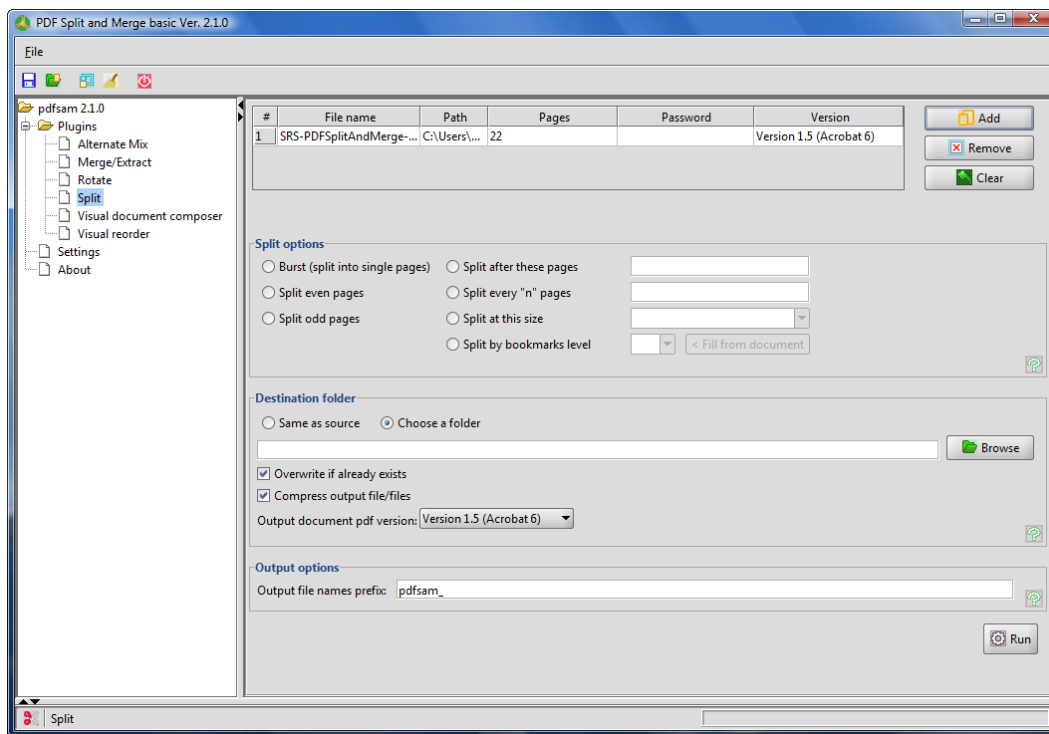 PDF Split and Merge basic Ver. 2.1.0
File
pdfsam 2.1.0
Plugins
Alternate Mix
Merge/Extract
Rotate
Split
Visual document composer
Visual reorder
Settings
About
# File name Path Pages Password Version
1 SRS-PDFSplitAndMerge-... C:\Users\... 22 Version 1.5 (Acrobat 6)
Add
Remove
Clear
Split options
Burst (split into single pages) Split after these pages
Split even pages Split every "n" pages
Split odd pages Split at this size
Split by bookmarks level < Fill from document
Destination folder
Same as source Choose a folder
Browse
Overwrite if already exists
Compress output file/files
Output document pdf version: Version 1.5 (Acrobat 6)
Output options
Output file names prefix: pdfsam_
Run
Split